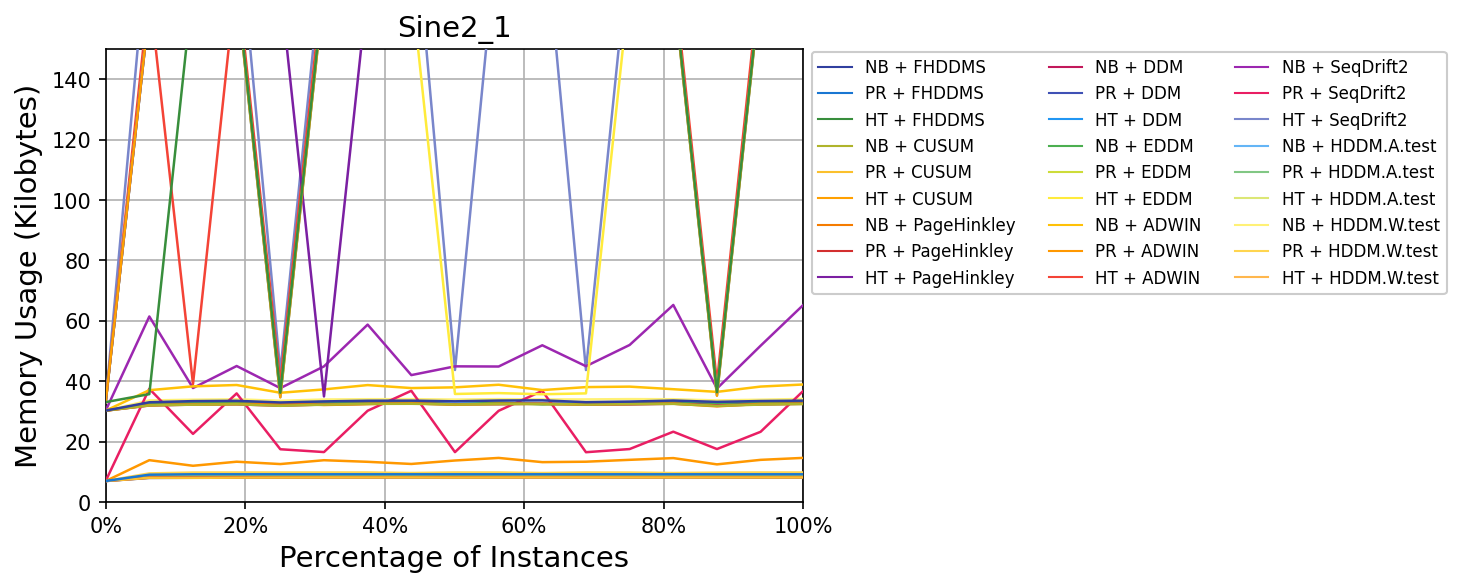 Sine2_1
Memory Usage (Kilobytes)
140
120
100
80
60
40
20
0
0% 20% 40% 60% 80% 100%
Percentage of Instances
NB + FHDDMS NB + DDM NB + SeqDrift2
PR + FHDDMS PR + DDM PR + SeqDrift2
HT + FHDDMS HT + DDM HT + SeqDrift2
NB + CUSUM NB + EDDM NB + HDDM.A.test
PR + CUSUM PR + EDDM PR + HDDM.A.test
HT + CUSUM HT + EDDM HT + HDDM.A.test
NB + PageHinkley NB + ADWIN NB + HDDM.W.test
PR + PageHinkley PR + ADWIN PR + HDDM.W.test
HT + PageHinkley HT + ADWIN HT + HDDM.W.test